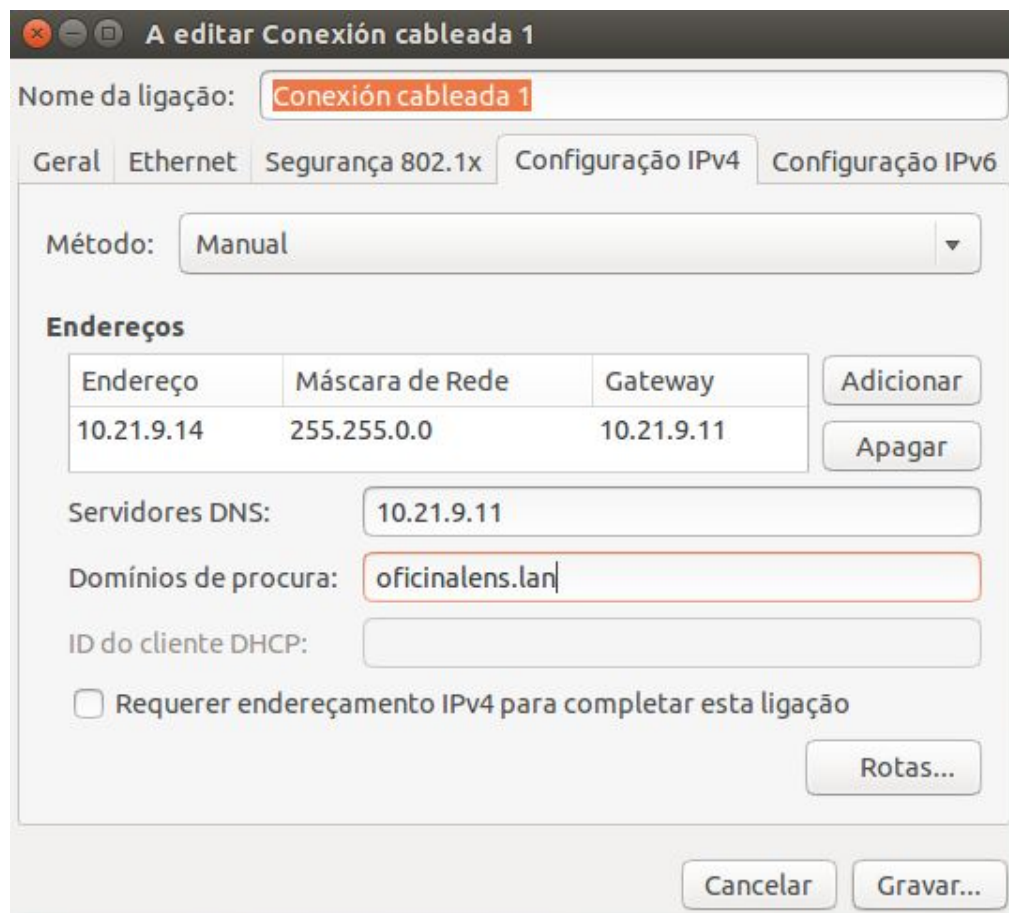 A editar Conexión cableada 1
Nome da ligação: Conexión cableada 1
Geral Ethernet Segurança 802.1x Configuração IPv4 Configuração IPv6
Método: Manual
Endereços
Endereço Máscara de Rede Gateway Adicionar
10.21.9.14 255.255.0.0 10.21.9.11 Apagar
Servidores DNS: 10.21.9.11
Domínios de procura: oficinalens.lan
ID do cliente DHCP:
Requerer endereçamento IPv4 para completar esta ligação
Rotas...
Cancelar Gravar...